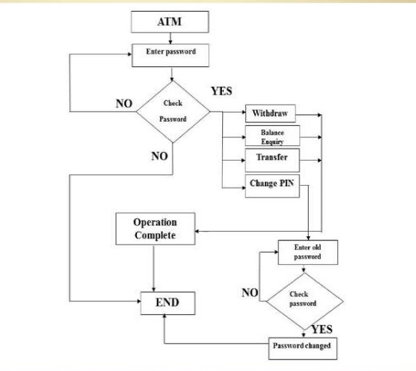 ATM
Enter password
NO
Check
Password
YES
Withdraw
Balance
Enquiry
Transfer
Change PIN
NO
Operation
Complete
Enter old
password
END
NO
Check
password
YES
Password changed